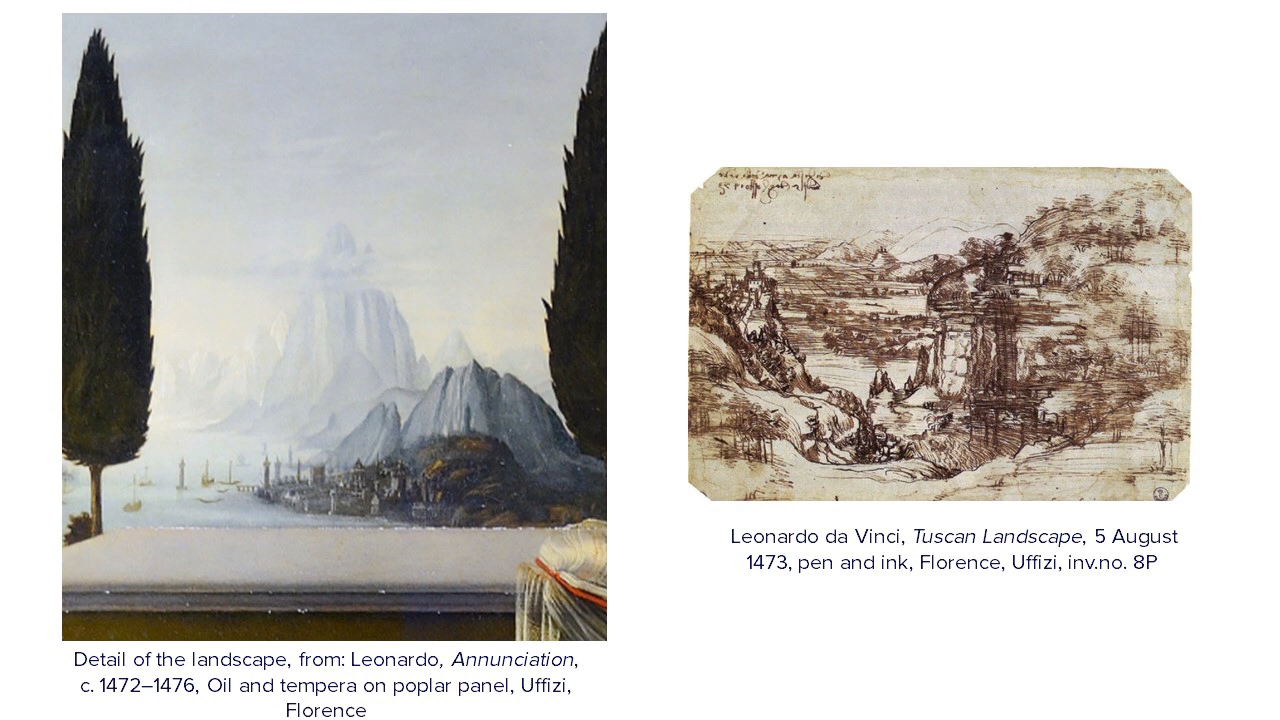 Detail of the landscape, from: Leonardo, Annunciation,
c. 1472–1476, Oil and tempera on poplar panel, Uffizi,
Florence
Leonardo da Vinci, Tuscan Landscape, 5 August
1473, pen and ink, Florence, Uffizi, inv.no. 8P